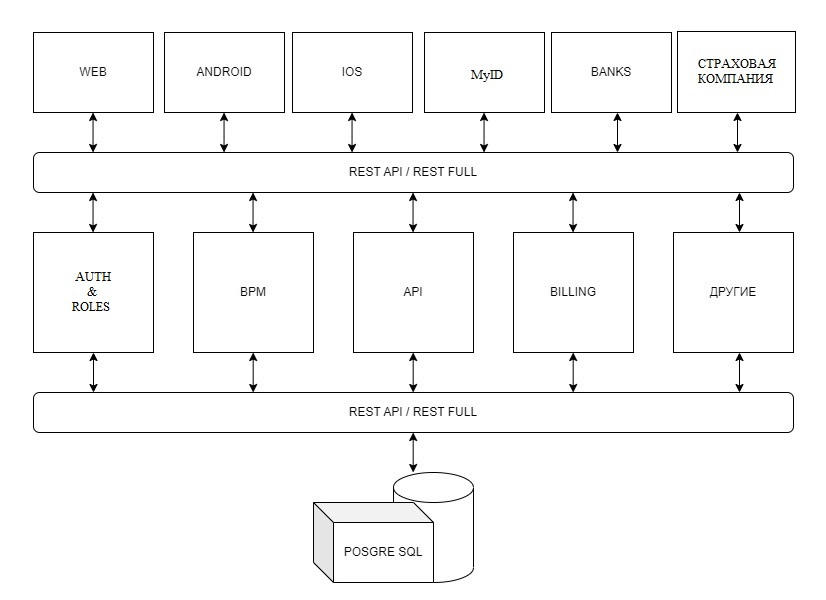 WEB
ANDROID
IOS
MyID
BANKS
СТРАХОВАЯ
КОМПАНИЯ
REST API / REST FULL
AUTH
&
ROLES
BPM
API
BILLING
ДРУГИЕ
REST API / REST FULL
POSGRE SQL